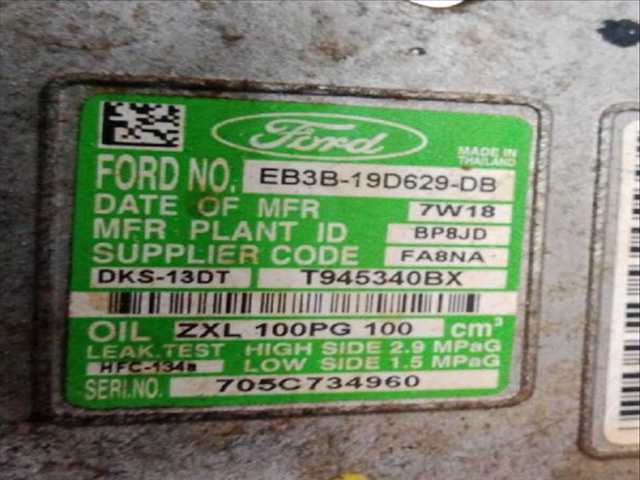 Ford
MADE IN
THAILAND
FORD NO. EB3B-19D629-DB
DATE OF MFR 7W18
MFR PLANT ID BP8JD
SUPPLIER CODE FA8NA
DKS-13DT T945340BX
OIL ZXL 100PG 100 cm³
LEAK.TEST HIGH SIDE 2.9 MPaG
HFC-134a LOW SIDE 1.5 MPaG
SERI.NO. 705C734960